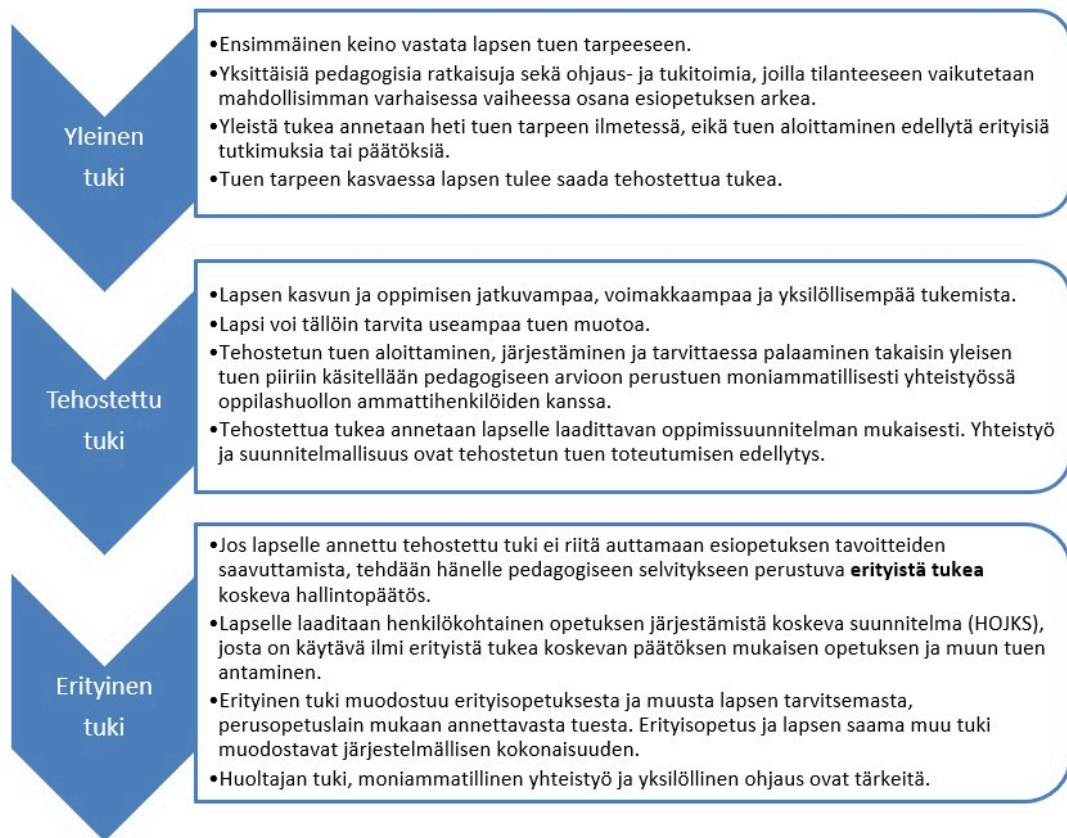 Yleinen
tuki
•Ensimmäinen keino vastata lapsen tuen tarpeeseen.
•Yksittäisiä pedagogisia ratkaisuja sekä ohjaus- ja tukitoimia, joilla tilanteeseen vaikutetaan
mahdollisimman varhaisessa vaiheessa osana esiopetuksen arkea.
•Yleistä tukea annetaan heti tuen tarpeen ilmetessä, eikä tuen aloittaminen edellytä erityisiä
tutkimuksia tai päätöksiä.
•Tuen tarpeen kasvaessa lapsen tulee saada tehostettua tukea.
Tehostettu
tuki
•Lapsen kasvun ja oppimisen jatkuvampaa, voimakkaampaa ja yksilöllisempää tukemista.
•Lapsi voi tällöin tarvita useampaa tuen muotoa.
•Tehostetun tuen aloittaminen, järjestäminen ja tarvittaessa palaaminen takaisin yleisen
tuen piiriin käsitellään pedagogiseen arvioon perustuen moniammatillisesti yhteistyössä
oppilashuollon ammattihenkilöiden kanssa.
•Tehostettua tukea annetaan lapselle laadittavan oppimissuunnitelman mukaisesti. Yhteistyö
ja suunnitelmallisuus ovat tehostetun tuen toteutumisen edellytys.
Erityinen
tuki
•Jos lapselle annettu tehostettu tuki ei riitä auttamaan esiopetuksen tavoitteiden
saavuttamista, tehdään hänelle pedagogiseen selvitykseen perustuva erityistä tukea
koskeva hallintopäätös.
•Lapselle laaditaan henkilökohtainen opetuksen järjestämistä koskeva suunnitelma (HOJKS),
josta on käytävä ilmi erityistä tukea koskevan päätöksen mukaisen opetuksen ja muun tuen
antaminen.
•Erityinen tuki muodostuu erityisopetuksesta ja muusta lapsen tarvitsemasta,
perusopetuslain mukaan annettavasta tuesta. Erityisopetus ja lapsen saama muu tuki
muodostavat järjestelmällisen kokonaisuuden.
•Huoltajan tuki, moniammatillinen yhteistyö ja yksilöllinen ohjaus ovat tärkeitä.